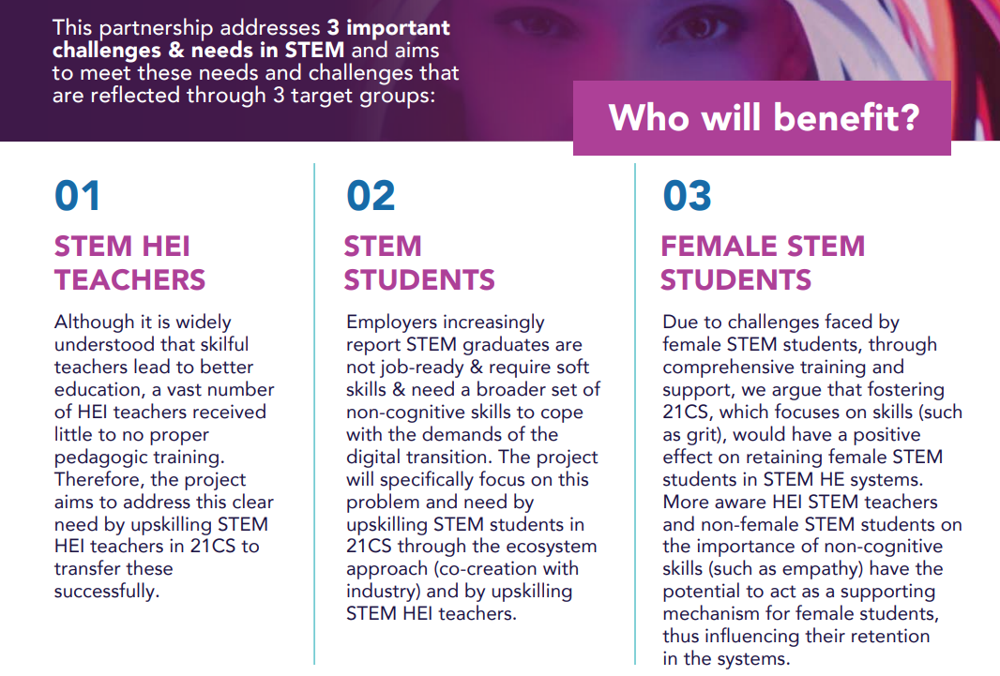 This partnership addresses 3 important
challenges & needs in STEM and aims
to meet these needs and challenges that
are reflected through 3 target groups:
Who will benefit?
01
STEM HEI
TEACHERS
Although it is widely
understood that skilful
teachers lead to better
education, a vast number
of HEI teachers received
little to no proper
pedagogic training.
Therefore, the project
aims to address this clear
need by upskilling STEM
HEI teachers in 21CS to
transfer these
successfully.
02
STEM
STUDENTS
Employers increasingly
report STEM graduates are
not job-ready & require soft
skills & need a broader set of
non-cognitive skills to cope
with the demands of the
digital transition. The project
will specifically focus on this
problem and need by
upskilling STEM students in
21CS through the ecosystem
approach (co-creation with
industry) and by upskilling
STEM HEI teachers.
03
FEMALE STEM
STUDENTS
Due to challenges faced by
female STEM students, through
comprehensive training and
support, we argue that fostering
21CS, which focuses on skills (such
as grit), would have a positive
effect on retaining female STEM
students in STEM HE systems.
More aware HEI STEM teachers
and non-female STEM students on
the importance of non-cognitive
skills (such as empathy) have the
potential to act as a supporting
mechanism for female students,
thus influencing their retention
in the systems.